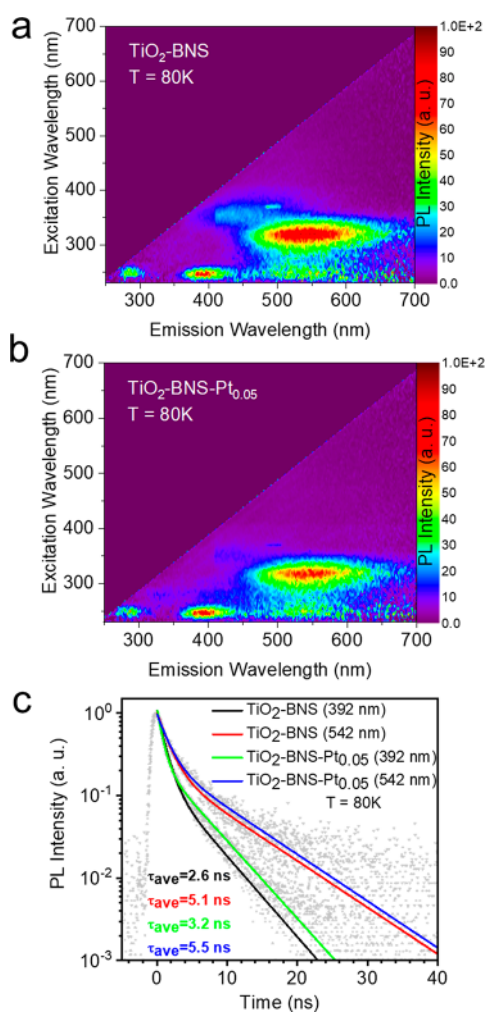 a
TiO₂-BNS
T = 80K
Excitation Wavelength (nm)
700
600
500
400
300
300
400
500
600
700
Emission Wavelength (nm)
1.0E+2
90
80
70
60
50
40
30
20
10
0.0
PL Intensity (a. u.)
b
TiO₂-BNS-Pt₀.₀₅
T = 80K
Excitation Wavelength (nm)
700
600
500
400
300
300
400
500
600
700
Emission Wavelength (nm)
1.0E+2
90
80
70
60
50
40
30
20
10
0.0
PL Intensity (a. u.)
c
PL Intensity (a. u.)
10⁰
10⁻¹
10⁻²
10⁻³
TiO₂-BNS (392 nm)
TiO₂-BNS (542 nm)
TiO₂-BNS-Pt₀.₀₅ (392 nm)
TiO₂-BNS-Pt₀.₀₅ (542 nm)
T = 80K
τave=2.6 ns
τave=5.1 ns
τave=3.2 ns
τave=5.5 ns
0
10
20
30
40
Time (ns)